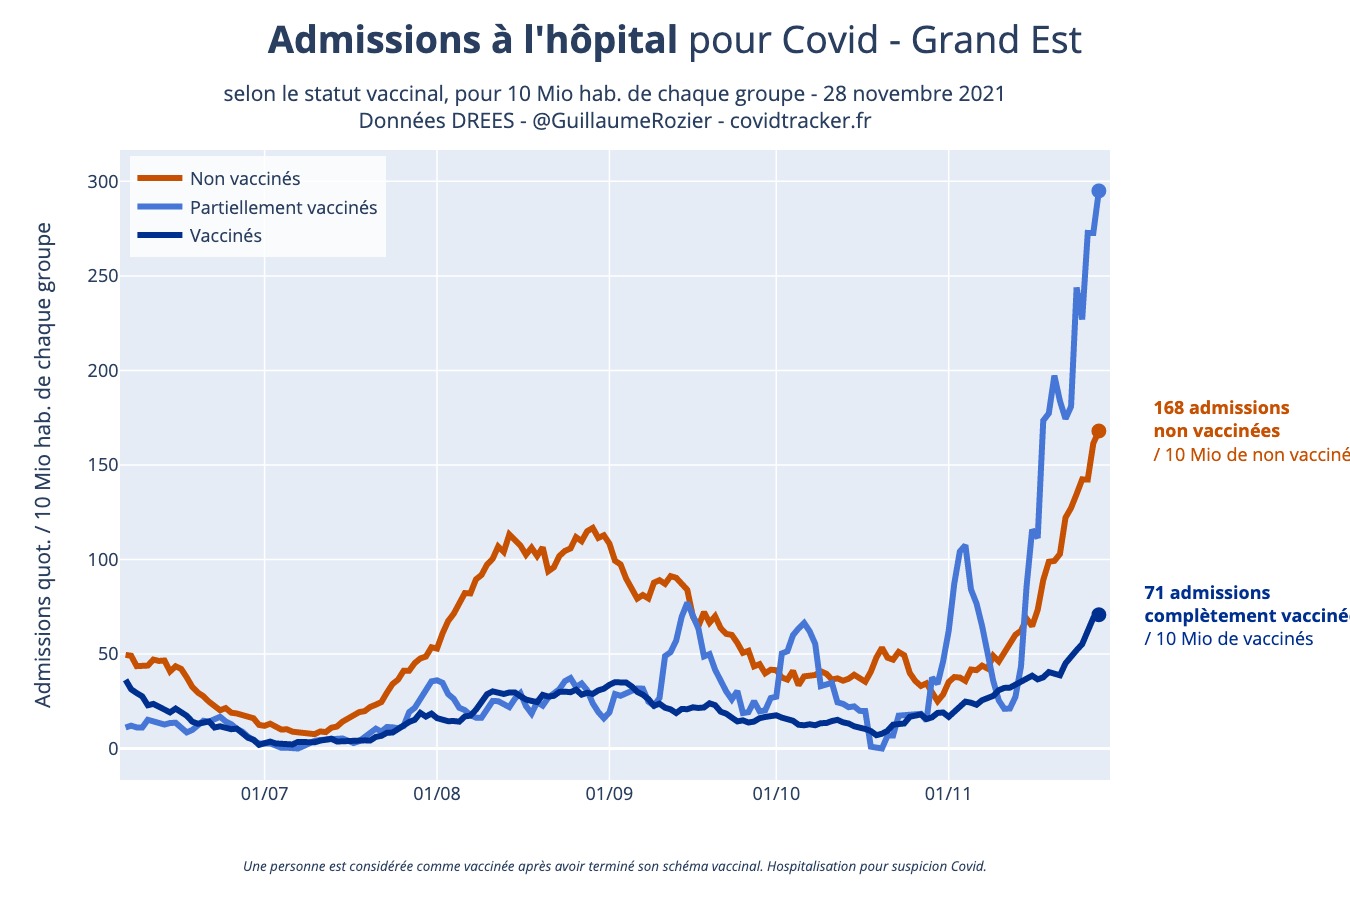 Admissions à l'hôpital pour Covid - Grand Est
selon le statut vaccinal, pour 10 Mio hab. de chaque groupe - 28 novembre 2021
Données DREES - @GuillaumeRozier - covidtracker.fr
Non vaccinés
Partiellement vaccinés
Vaccinés
Admissions quot. / 10 Mio hab. de chaque groupe
300
250
200
150
100
50
0
01/07
01/08
01/09
01/10
01/11
168 admissions
non vaccinées
/ 10 Mio de non vacciné
71 admissions
complètement vacciné
/ 10 Mio de vaccinés
Une personne est considérée comme vaccinée après avoir terminé son schéma vaccinal. Hospitalisation pour suspicion Covid.